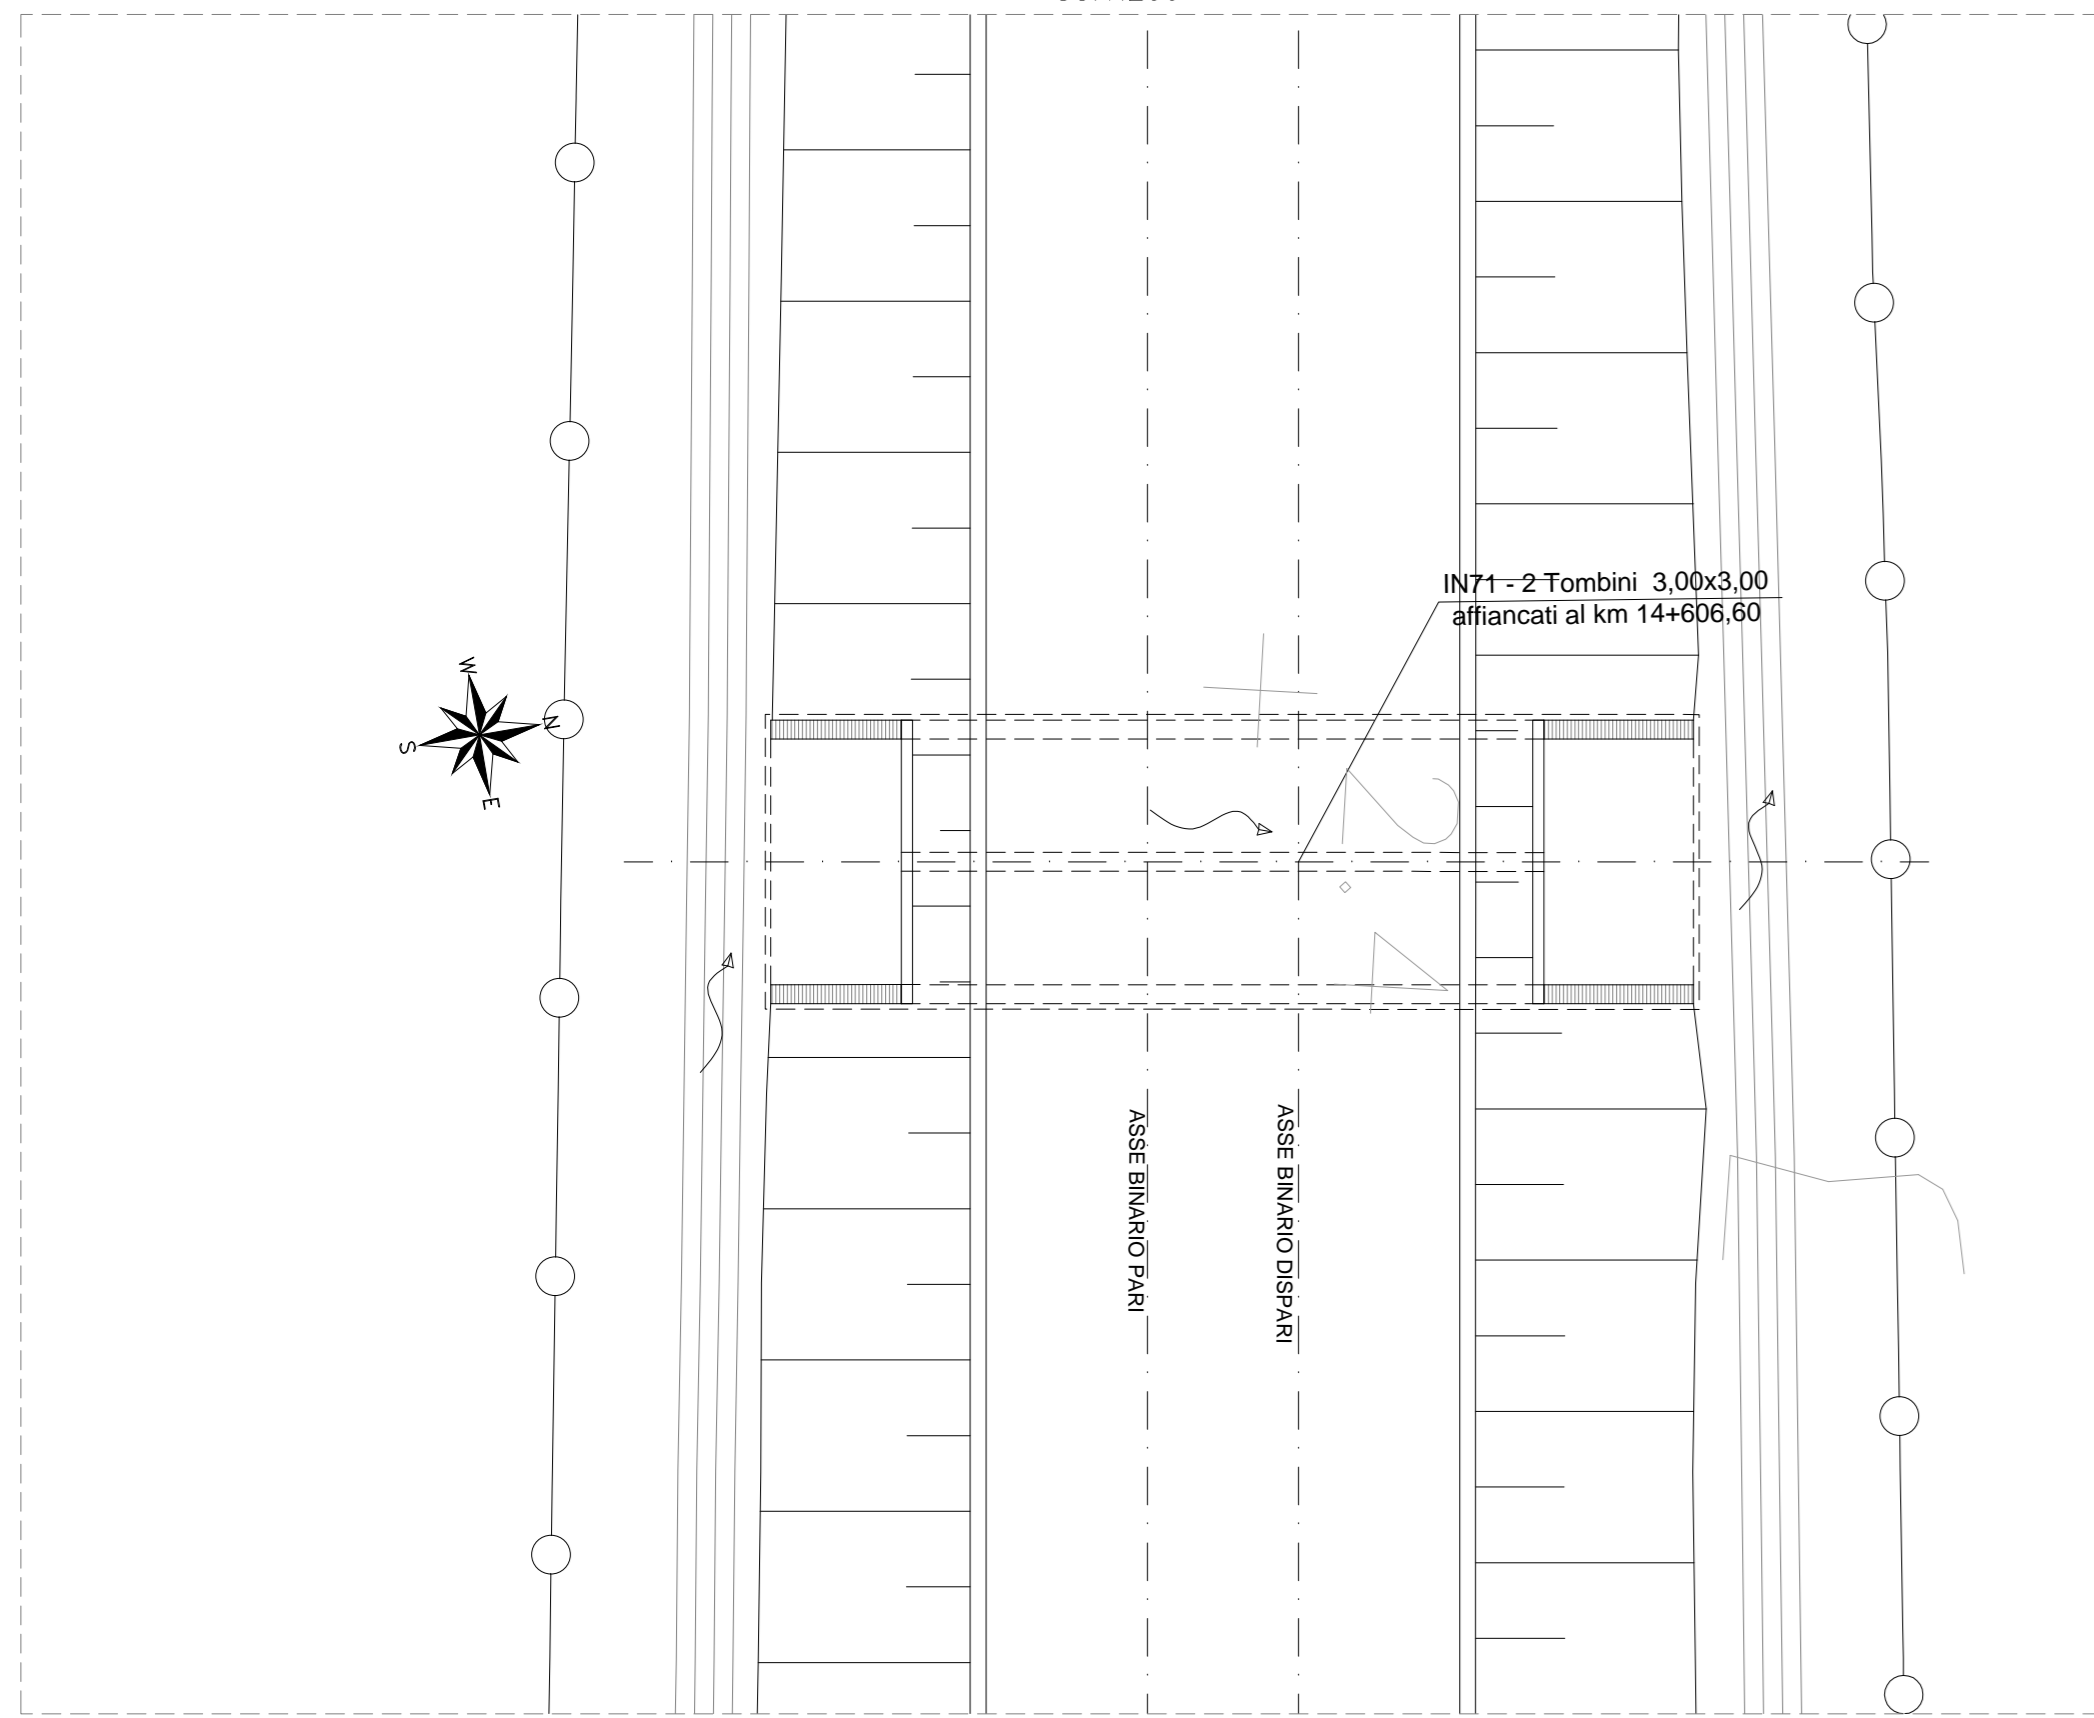 IN71 - 2 Tombini 3,00x3,00
affiancati al km 14+606,60
W
N
S
E
ASSE BINARIO PARI
ASSE BINARIO DISPARI